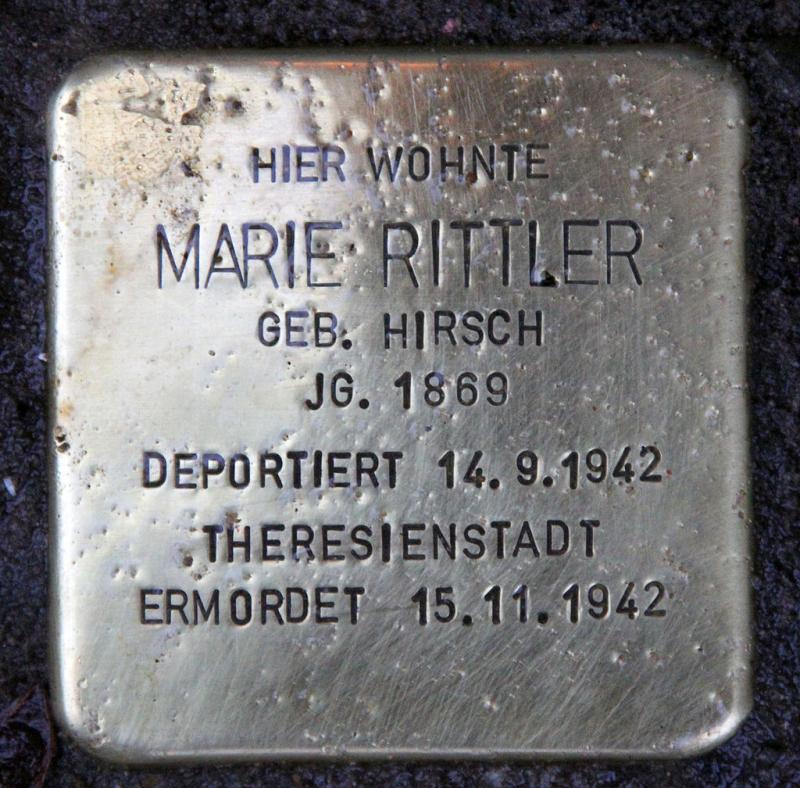 HIER WOHNTE
MARIE RITTLER
GEB. HIRSCH
JG. 1869
DEPORTIERT 14.9.1942
THERESIENSTADT
ERMORDET 15.11.1942